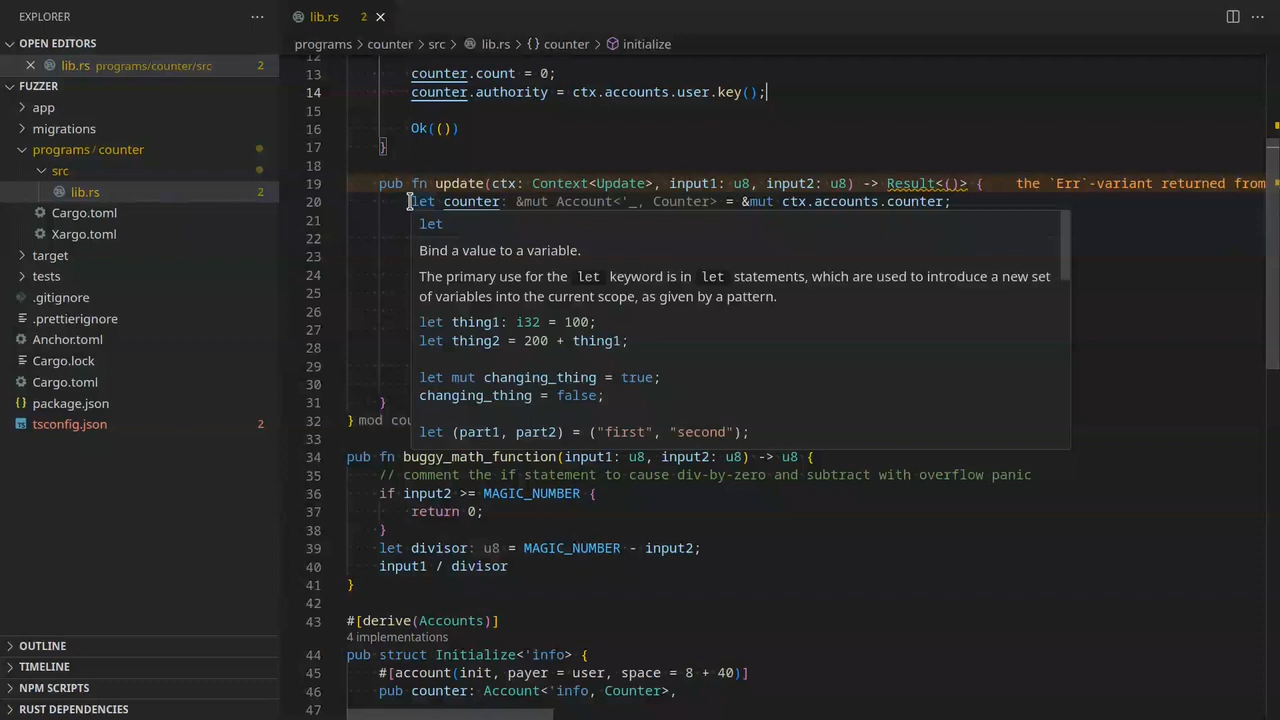 EXPLORER
OPEN EDITORS
lib.rs programs/counter/src 2
FUZZER
app
migrations
programs / counter
src
lib.rs 2
Cargo.toml
Xargo.toml
target
tests
.gitignore
.prettierignore
Anchor.toml
Cargo.lock
Cargo.toml
package.json
tsconfig.json 2
OUTLINE
TIMELINE
NPM SCRIPTS
RUST DEPENDENCIES
lib.rs 2
programs > counter > src > lib.rs > {} counter > initialize
12
13 counter.count = 0;
14 counter.authority = ctx.accounts.user.key();
15
16 Ok(())
17 }
18
19 pub fn update(ctx: Context<Update>, input1: u8, input2: u8) -> Result<()> { the `Err`-variant returned from
20 let counter: &mut Account<'_, Counter> = &mut ctx.accounts.counter;
21
22
23
24
25
26
27
28
29
30
31 }
32 } mod cou
let
Bind a value to a variable.
The primary use for the let keyword is in let statements, which are used to introduce a new set
of variables into the current scope, as given by a pattern.
let thing1: i32 = 100;
let thing2 = 200 + thing1;
let mut changing_thing = true;
changing_thing = false;
let (part1, part2) = ("first", "second");
33
34 pub fn buggy_math_function(input1: u8, input2: u8) -> u8 {
35 // comment the if statement to cause div-by-zero and subtract with overflow panic
36 if input2 >= MAGIC_NUMBER {
37 return 0;
38 }
39 let divisor: u8 = MAGIC_NUMBER - input2;
40 input1 / divisor
41 }
42
43 #[derive(Accounts)]
4 implementations
44 pub struct Initialize<'info> {
45 #[account(init, payer = user, space = 8 + 40)]
46 pub counter: Account<'info, Counter>,
47